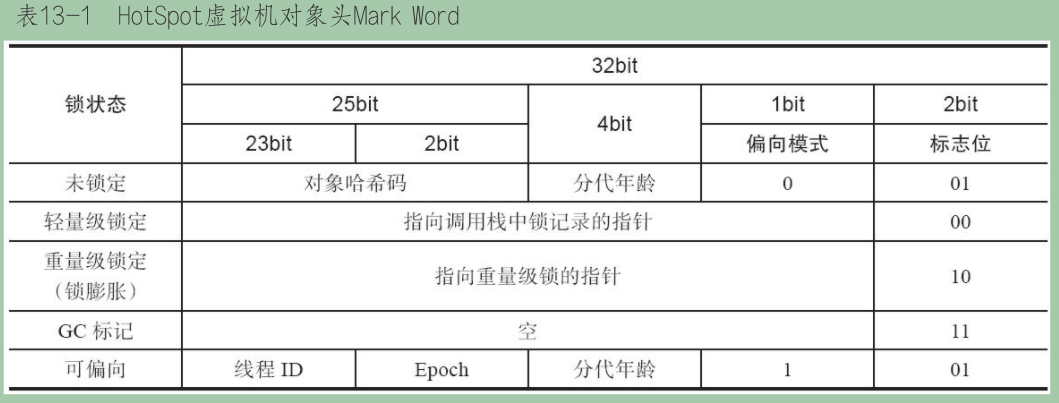 表13-1 HotSpot虚拟机对象头Mark Word
锁状态 32bit
25bit 4bit 1bit 2bit
23bit 2bit 偏向模式 标志位
未锁定 对象哈希码 分代年龄 0 01
轻量级锁定 指向调用栈中锁记录的指针 00
重量级锁定
（锁膨胀） 指向重量级锁的指针 10
GC 标记 空 11
可偏向 线程 ID Epoch 分代年龄 1 01